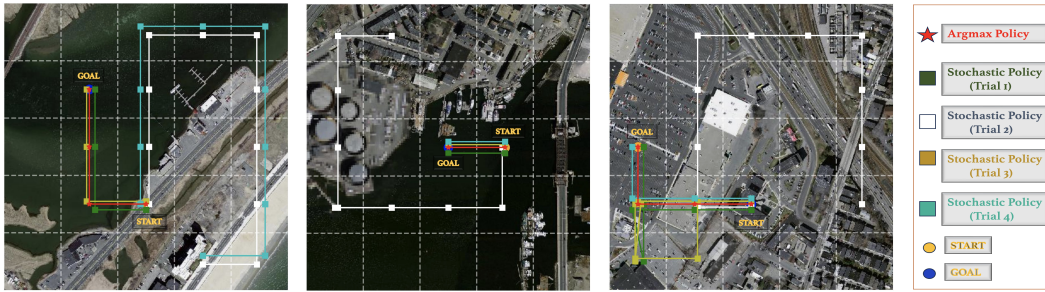 GOAL
START
START
GOAL
GOAL
START
Argmax Policy
Stochastic Policy
(Trial 1)
Stochastic Policy
(Trial 2)
Stochastic Policy
(Trial 3)
Stochastic Policy
(Trial 4)
START
GOAL